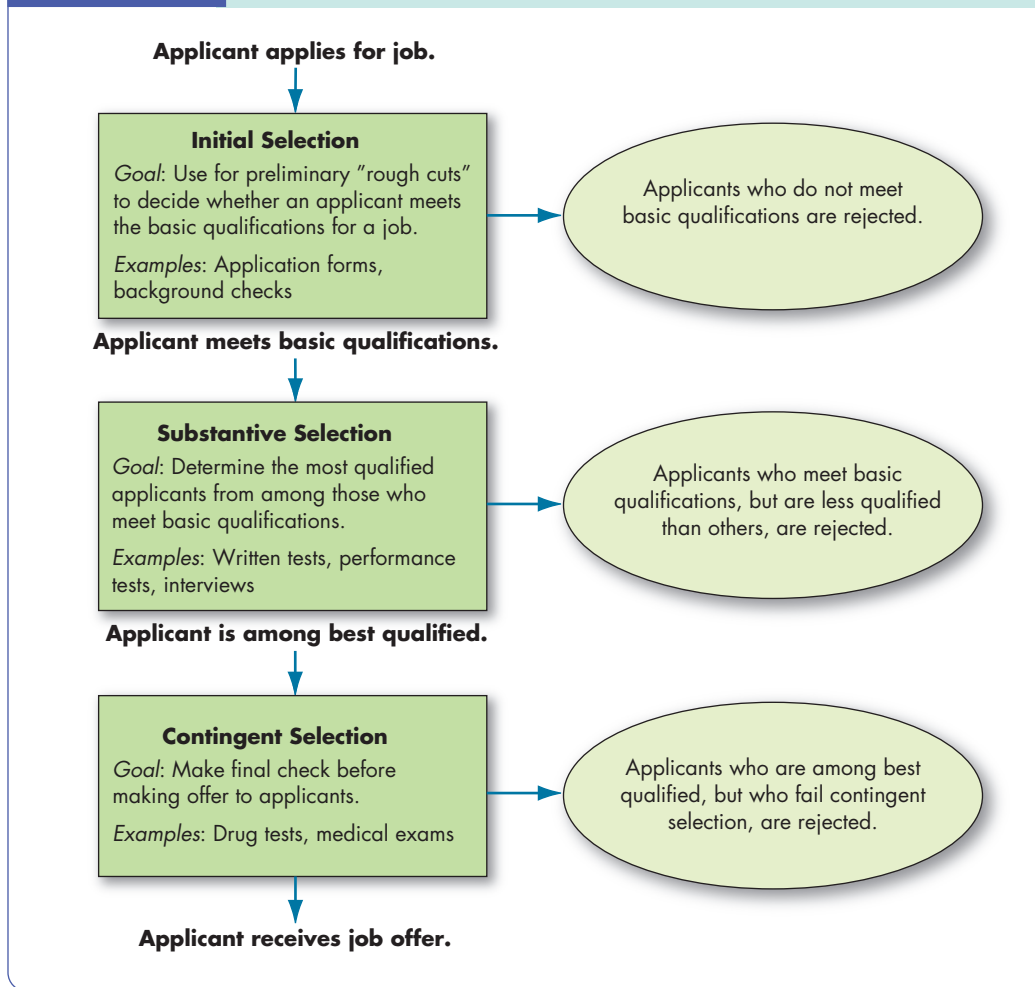 Applicant applies for job.
Initial Selection
Goal: Use for preliminary "rough cuts"
to decide whether an applicant meets
the basic qualifications for a job.
Examples: Application forms,
background checks
Applicants who do not meet
basic qualifications are rejected.
Applicant meets basic qualifications.
Substantive Selection
Goal: Determine the most qualified
applicants from among those who
meet basic qualifications.
Examples: Written tests, performance
tests, interviews
Applicants who meet basic
qualifications, but are less qualified
than others, are rejected.
Applicant is among best qualified.
Contingent Selection
Goal: Make final check before
making offer to applicants.
Examples: Drug tests, medical exams
Applicants who are among best
qualified, but who fail contingent
selection, are rejected.
Applicant receives job offer.